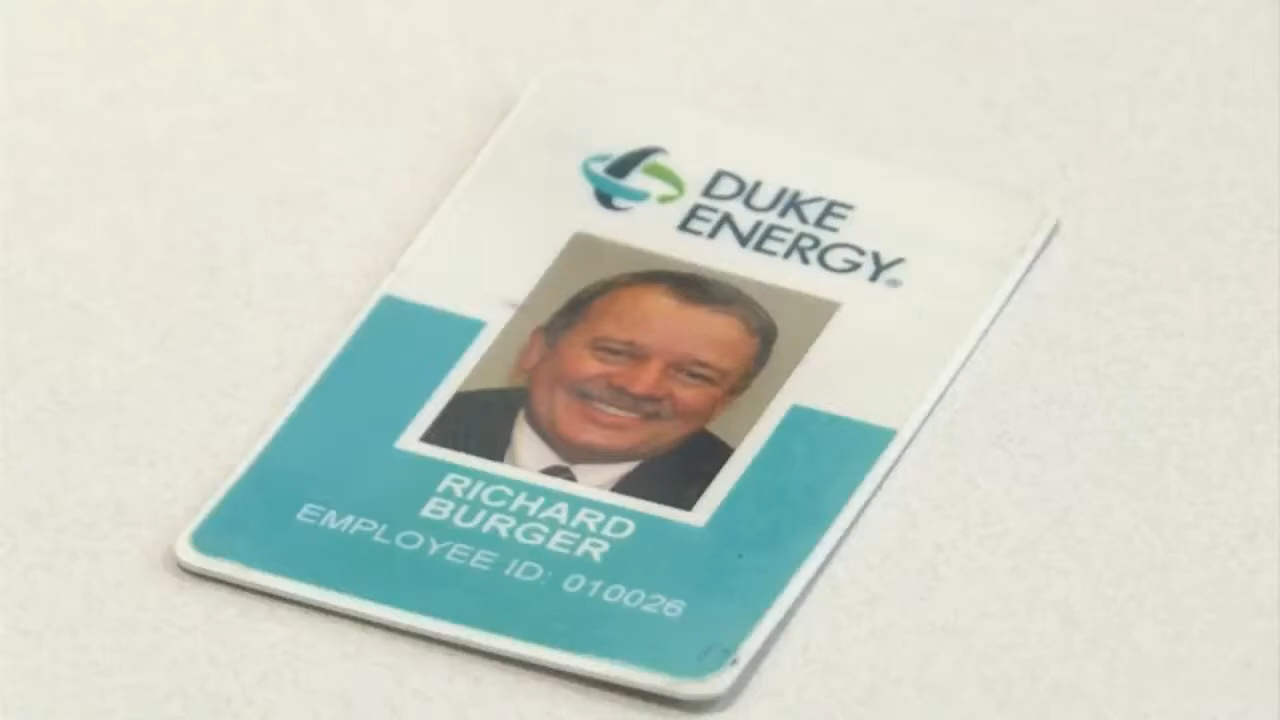 DUKE
ENERGY®
RICHARD
BURGER
EMPLOYEE ID: 010026